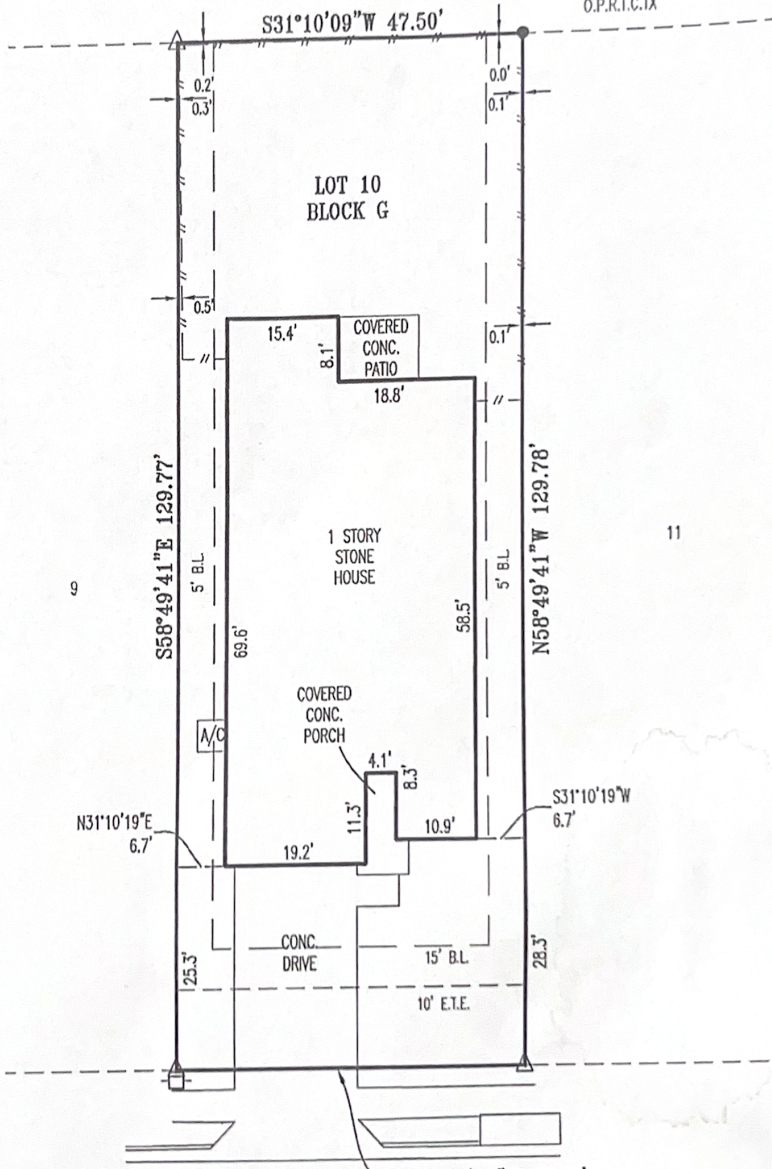 O.P.R.T.C.TX
S31°10'09"W 47.50'
0.2'
0.3'
0.0'
0.1'
LOT 10
BLOCK G
0.5'
0.1'
15.4'
8.1'
COVERED
CONC.
PATIO
18.8'
S58°49'41"E 129.77'
N58°49'41"W 129.78'
1 STORY
STONE
HOUSE
11
9
5' B.L
5' B.L
69.6'
58.5'
COVERED
CONC.
PORCH
A/C
4.1'
8.3'
11.3'
10.9'
19.2'
N31°10'19"E
6.7'
S31°10'19"W
6.7'
25.3'
28.3'
CONC.
DRIVE
15' B.L
10' E.T.E.